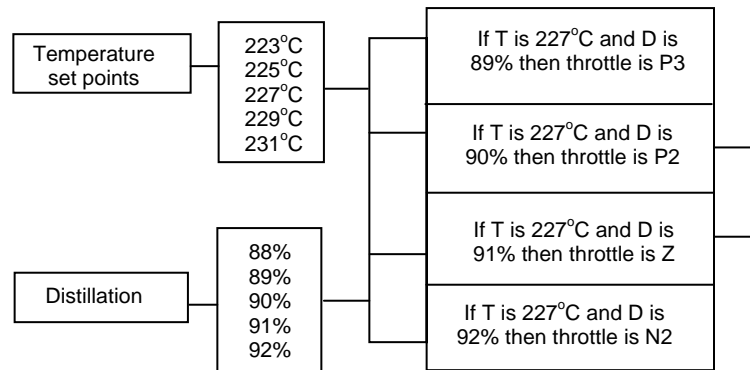 Temperature
set points
223°C
225°C
227°C
229°C
231°C
If T is 227°C and D is
89% then throttle is P3
If T is 227°C and D is
90% then throttle is P2
If T is 227°C and D is
91% then throttle is Z
If T is 227°C and D is
92% then throttle is N2
Distillation
88%
89%
90%
91%
92%